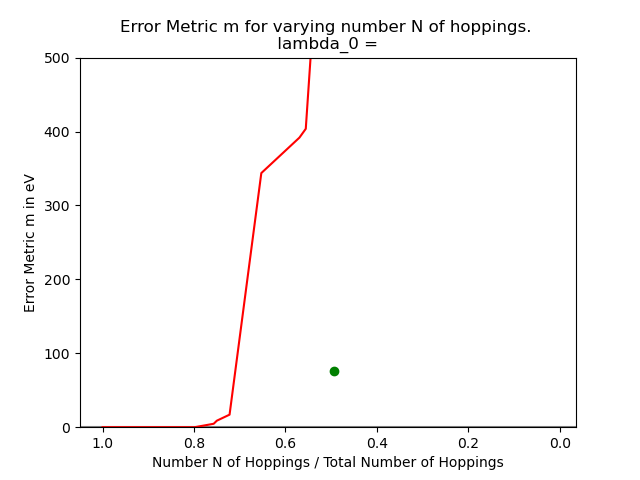 Error Metric m for varying number N of hoppings.
lambda_0 =
500
400
300
200
100
0
Error Metric m in eV
1.0 0.8 0.6 0.4 0.2 0.0
Number N of Hoppings / Total Number of Hoppings